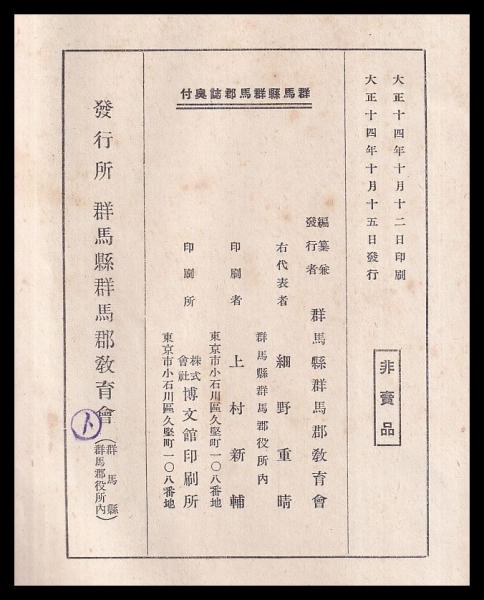 大正十四年十月十二日印刷
大正十四年十月十五日發行
非賣品
群馬縣群馬郡誌奥付
編纂兼
發行者
群馬縣群馬郡教育會
群馬縣群馬郡役所內
右代表者 細野重晴
東京市小石川區久堅町一〇八番地
印刷者 上村新輔
東京市小石川區久堅町一〇八番地
印刷所 株式會社 博文館印刷所
發行所 群馬縣群馬郡教育會
(群馬縣
群馬郡役所內)
ト